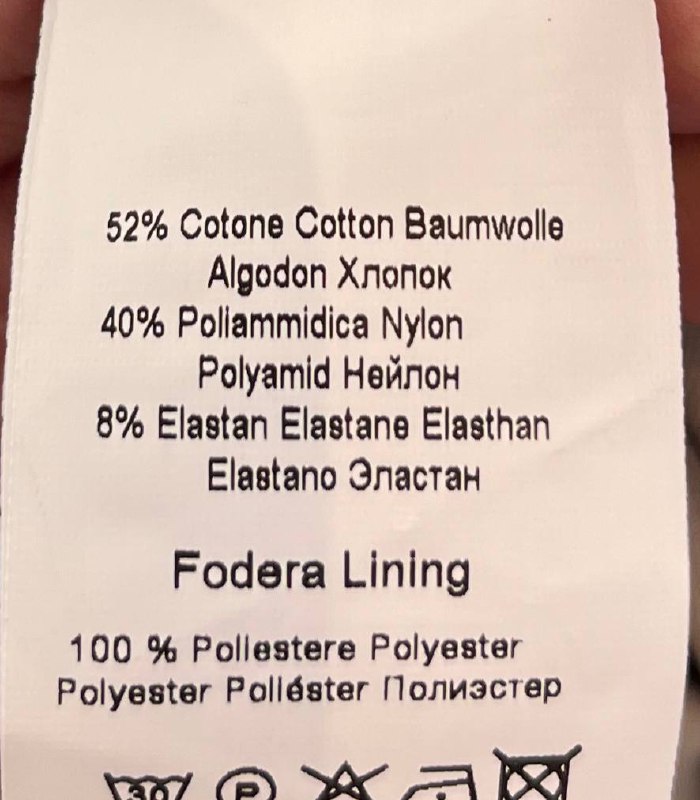 52% Cotone Cotton Baumwolle
Algodon Хлопок
40% Poliammidica Nylon
Polyamid Нейлон
8% Elastan Elastane Elasthan
Elastano Эластан
Fodera Lining
100 % Poliestere Polyester
Polyester Poliéster Полиэстер
30 P